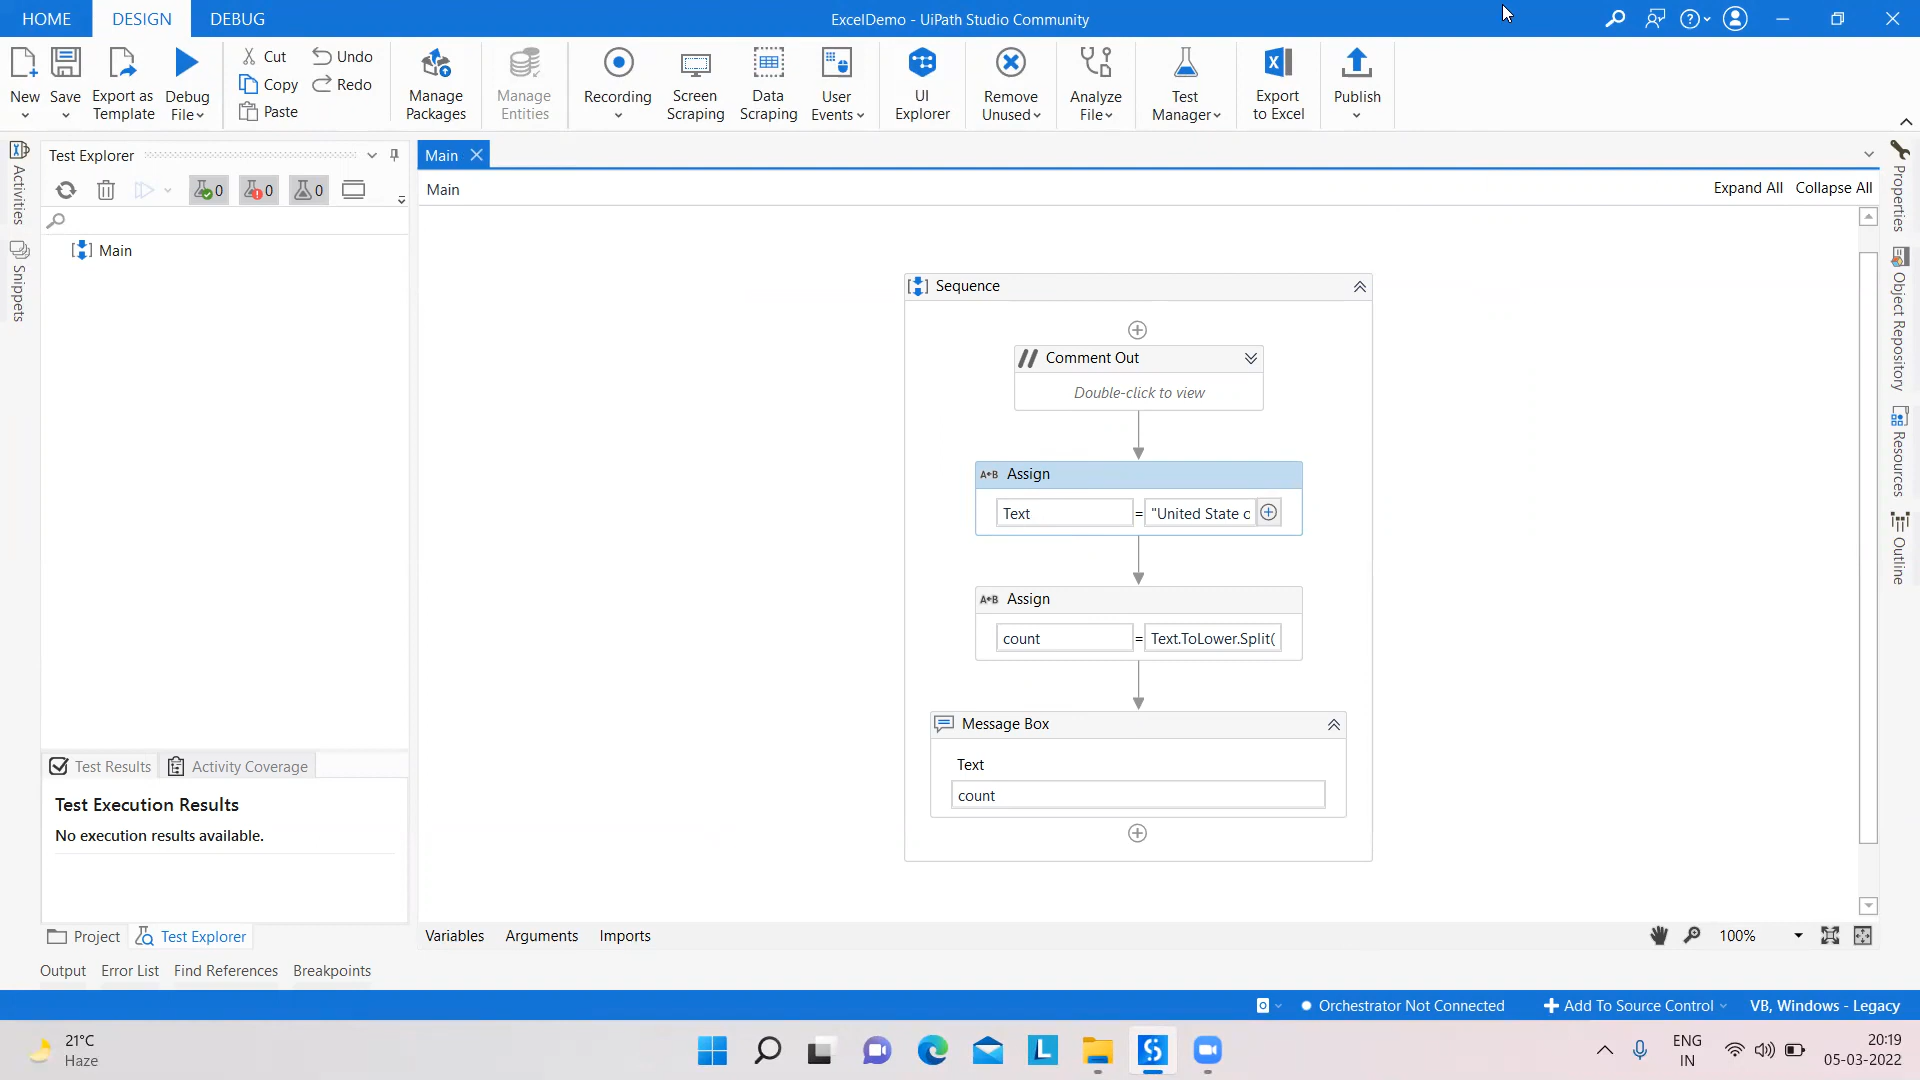 HOME DESIGN DEBUG ExcelDemo - UiPath Studio Community
New Save Export as Template Debug File Cut Copy Paste Undo Redo Manage Packages Manage Entities Recording Screen Scraping Data Scraping User Events UI Explorer Remove Unused Analyze File Test Manager Export to Excel Publish
Activities
Snippets
Test Explorer
0 0 0
Main
Test Results Activity Coverage
Test Execution Results
No execution results available.
Project Test Explorer
Main
Main Expand All Collapse All
Sequence
Comment Out
Double-click to view
A+B Assign
Text = "United State o
A+B Assign
count = Text.ToLower.Split(
Message Box
Text
count
Variables Arguments Imports 100%
Properties
Object Repository
Resources
Outline
Output Error List Find References Breakpoints
Orchestrator Not Connected Add To Source Control VB, Windows - Legacy
21°C
Haze
ENG
IN
20:19
05-03-2022